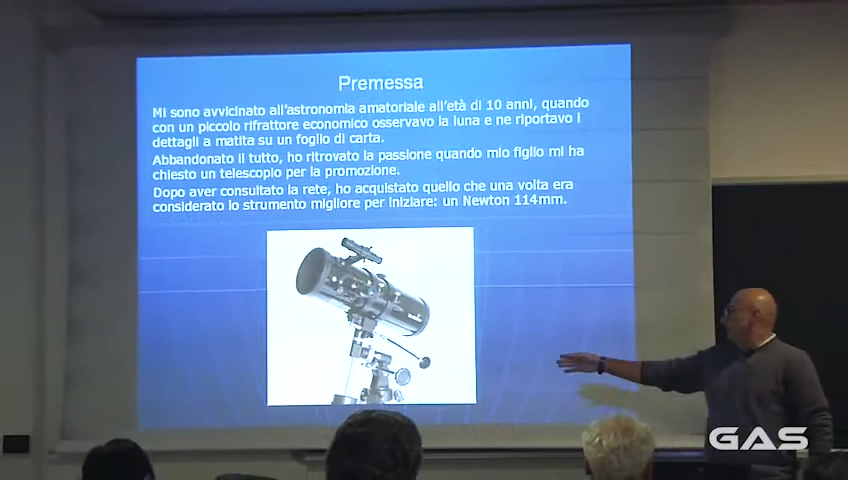 Premessa
Mi sono avvicinato all'astronomia amatoriale all'età di 10 anni, quando
con un piccolo rifrattore economico osservavo la luna e ne riportavo i
dettagli a matita su un foglio di carta.
Abbandonato il tutto, ho ritrovato la passione quando mio figlio mi ha
chiesto un telescopio per la promozione.
Dopo aver consultato la rete, ho acquistato quello che una volta era
considerato lo strumento migliore per iniziare: un Newton 114mm.
GAS